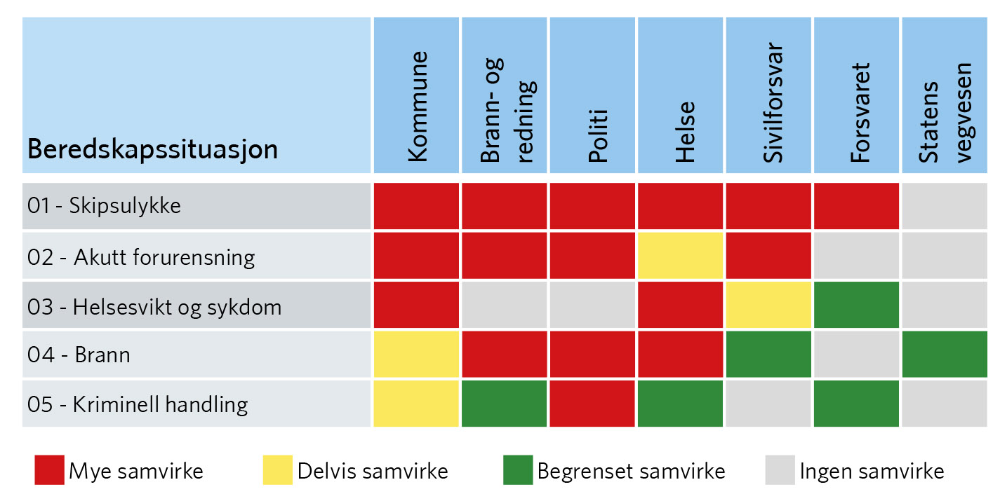 Beredskapssituasjon
Kommune
Brann- og
redning
Politi
Helse
Sivilforsvar
Forsvaret
Statens
vegvesen
01 - Skipsulykke
02 - Akutt forurensning
03 - Helsesvikt og sykdom
04 - Brann
05 - Kriminell handling
Mye samvirke
Delvis samvirke
Begrenset samvirke
Ingen samvirke